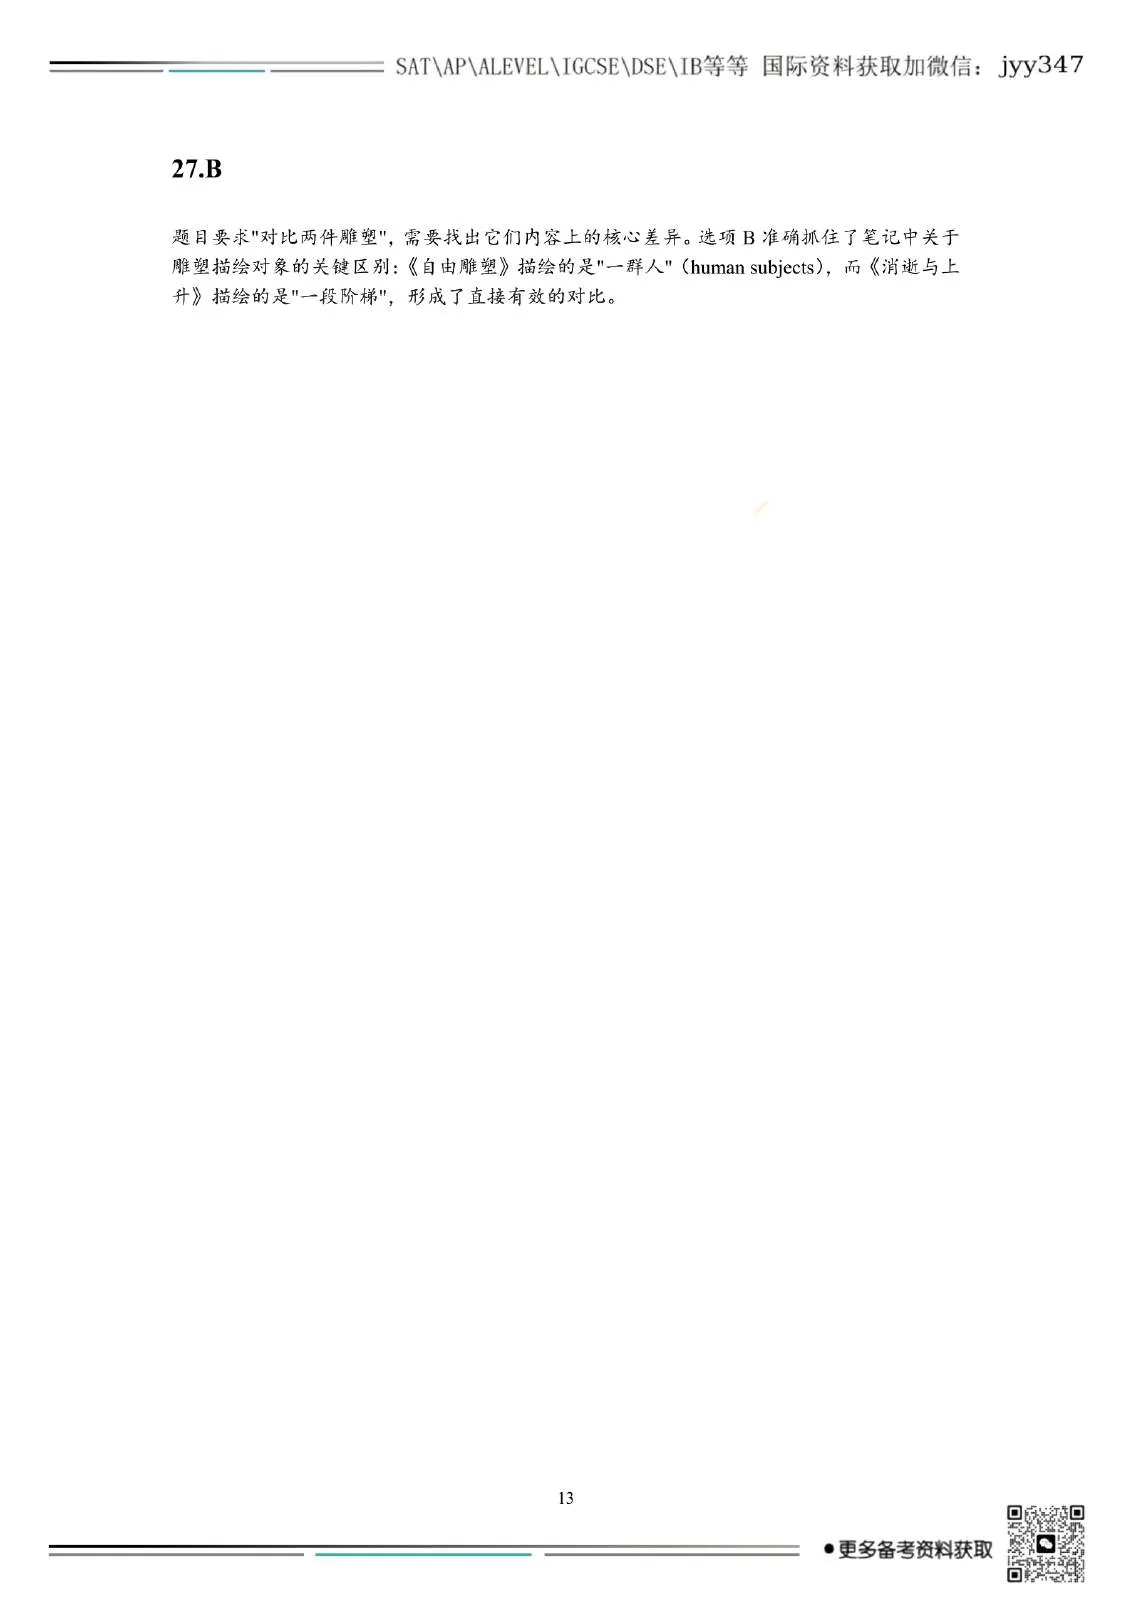 SAT\AP\ALEVEL\IGCSE\DSE\IB等等 国际资料获取加微信：jyy347
27.B
题目要求"对比两件雕塑"，需要找出它们内容上的核心差异。选项 B 准确抓住了笔记中关于
雕塑描绘对象的关键区别：《自由雕塑》描绘的是"一群人"（human subjects），而《消逝与上
升》描绘的是"一段阶梯"，形成了直接有效的对比。
13
●更多备考资料获取